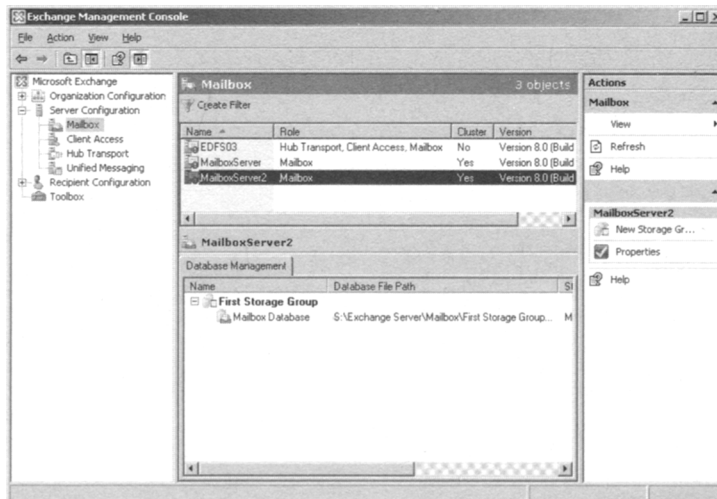 Exchange Management Console
File Action View Help
Microsoft Exchange
Organization Configuration
Server Configuration
Mailbox
Client Access
Hub Transport
Unified Messaging
Recipient Configuration
Toolbox
Mailbox 3 objects
Create Filter
Name Role Cluster Version
EDFS03 Hub Transport, Client Access, Mailbox No Version 8.0 (Build
MailboxServer Mailbox Yes Version 8.0 (Build
MailboxServer2 Mailbox Yes Version 8.0 (Build
MailboxServer2
Database Management
Name Database File Path St
First Storage Group
Mailbox Database S:\Exchange Server\Mailbox\First Storage Group... M
Actions
Mailbox
View
Refresh
Help
MailboxServer2
New Storage Gr...
Properties
Help